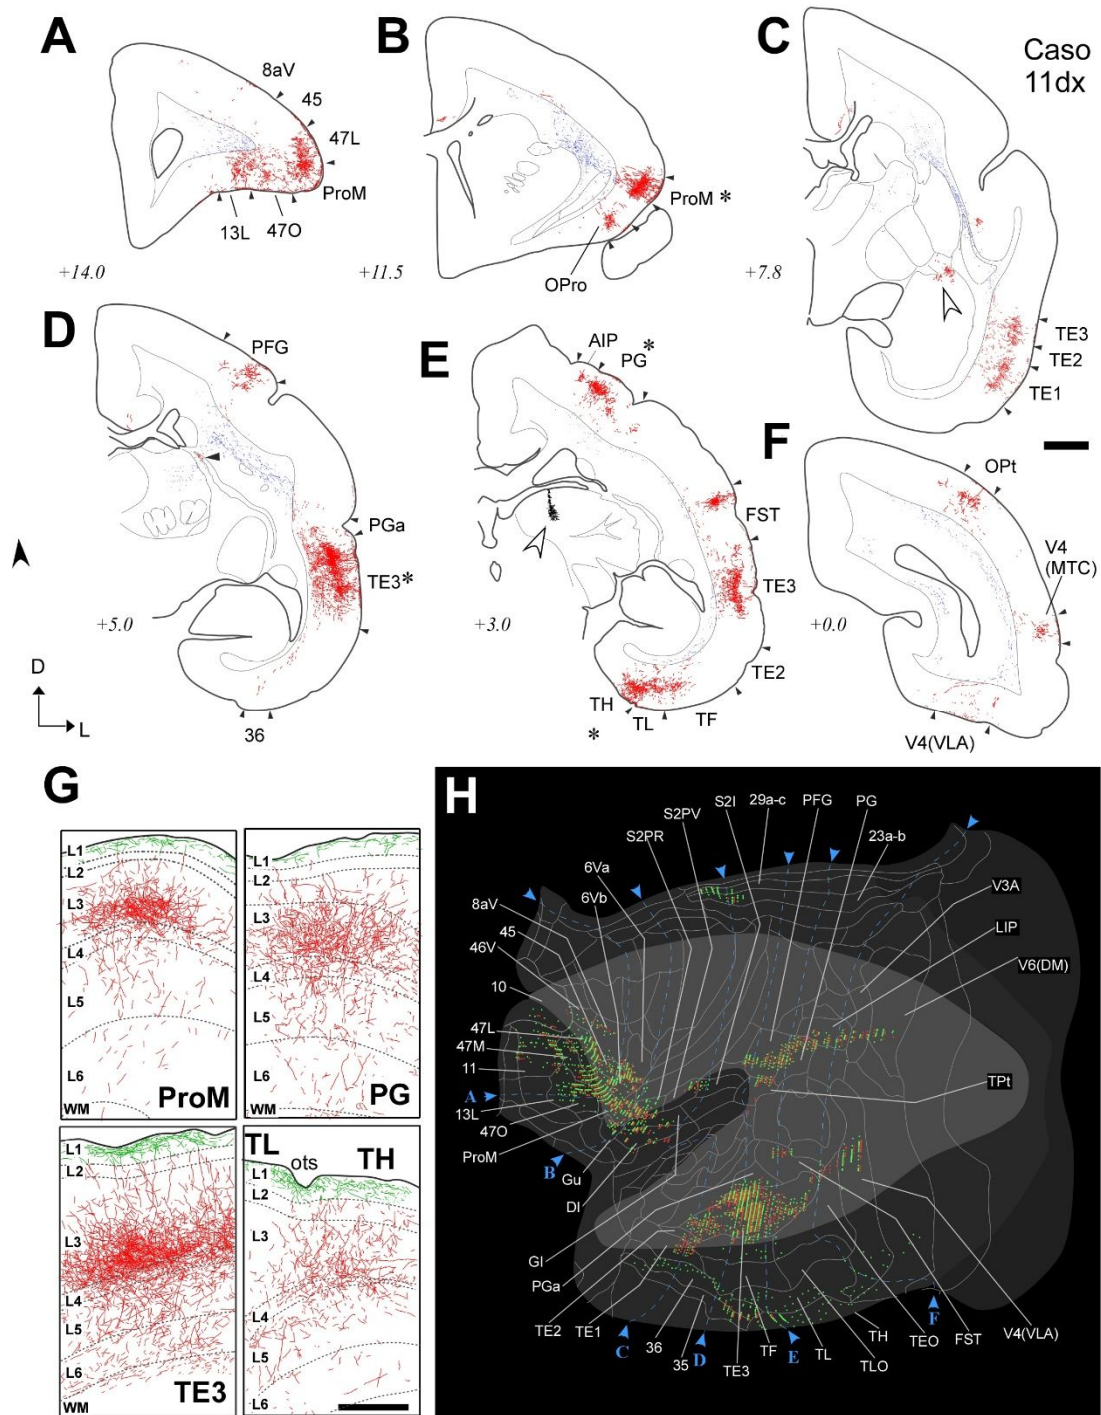 A
8aV
45
47L
ProM
13L
47O
+14.0
B
ProM *
OPro
+11.5
C
Caso
11dx
TE3
TE2
TE1
+7.8
D
PFG
PGa
TE3*
36
+5.0
D
L
E
AIP
PG *
FST
TE3
TE2
TF
TL
TH
*
+3.0
F
OPt
V4
(MTC)
V4(VLA)
+0.0
G
L1
L2
L3
L4
L5
L6
WM
ProM
L1
L2
L3
L4
L5
L6
WM
PG
L1
L2
L3
L4
L5
L6
WM
TE3
TL
ots
TH
L1
L2
L3
L4
L5
L6
H
S2I
29a-c
PFG
PG
S2PV
23a-b
S2PR
6Va
6Vb
V3A
8aV
LIP
45
46V
V6(DM)
10
47L
47M
11
TPt
A
13L
47O
ProM
B
Gu
DI
GI
PGa
TE2
TE1
C
36
35
D
TE3
TF
E
TL
TLO
TH
TEO
F
FST
V4(VLA)